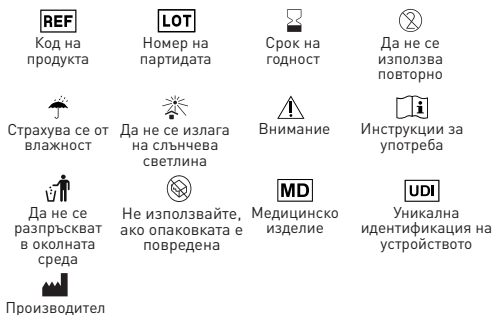 REF
LOT
2
Код на
продукта
Номер на
партидата
Срок на
годност
Да не се
използва
повторно
i
Страхува се от
влажност
Да не се излага
на слънчева
светлина
Внимание
Инструкции за
употреба
MD
UDI
Да не се
разпръскват
в околната
среда
Не използвайте,
ако опаковката е
повредена
Медицинско
изделие
Уникална
идентификация на
устройството
Производител